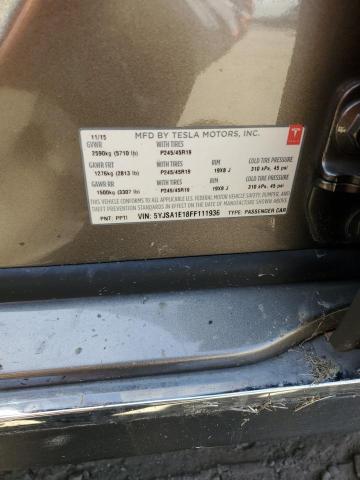 11/15 MFD BY TESLA MOTORS, INC.
GVWR WITH TIRES
2590kg (5710 lb) P245/45R19
GAWR FRT WITH TIRES RIM COLD TIRE PRESSURE
1276kg (2813 lb) P245/45R19 19X8 J 310 kPa, 45 psi
GAWR RR WITH TIRES RIM COLD TIRE PRESSURE
1500kg (3307 lb) P245/45R19 19X8 J 310 kPa, 45 psi
THIS VEHICLE CONFORMS TO ALL APPLICABLE FEDERAL MOTOR VEHICLE SAFETY, BUMPER, AND
THEFT PREVENTION STANDARDS IN EFFECT ON THE DATE OF MANUFACTURE SHOWN ABOVE.
PNT: PPTI VIN: 5YJSA1E18FF111936 TYPE: PASSENGER CAR